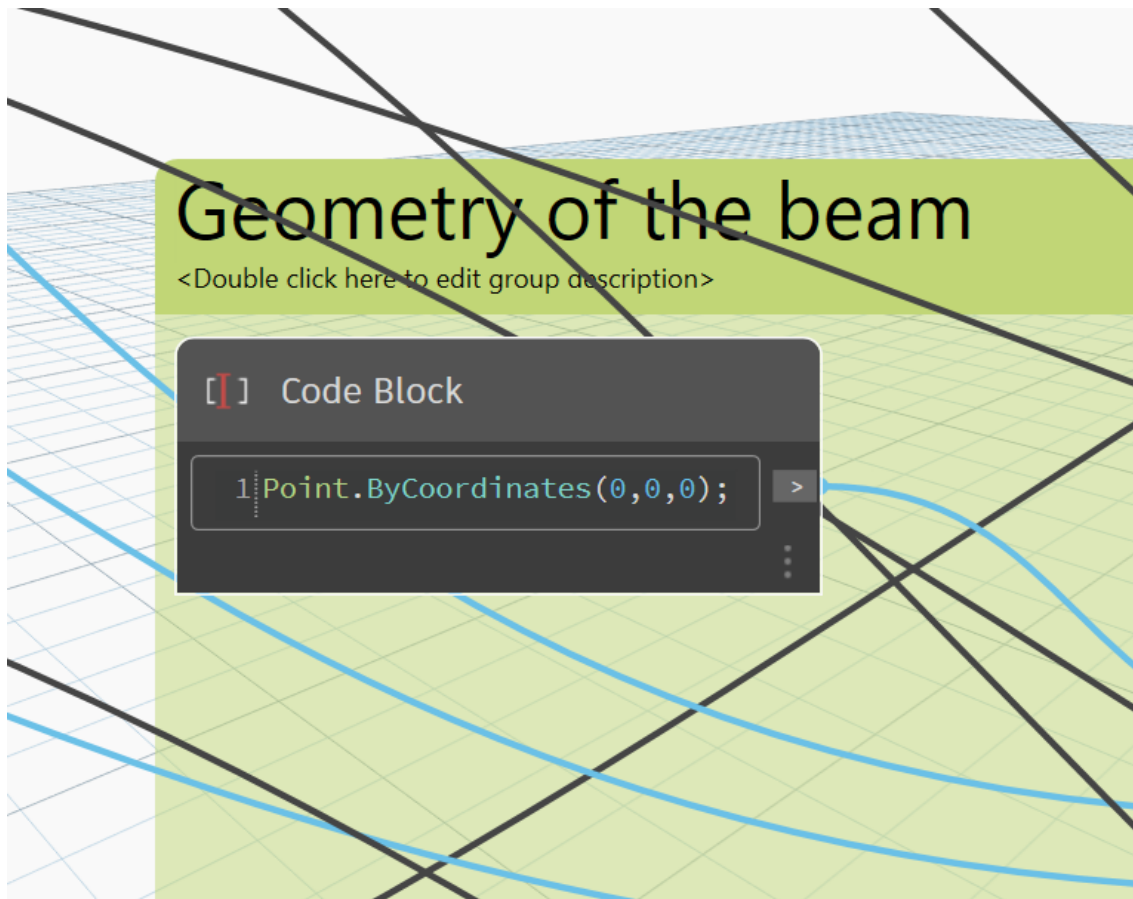 Geometry of the beam
<Double click here to edit group description>
[I] Code Block
1 Point.ByCoordinates(0,0,0);
>